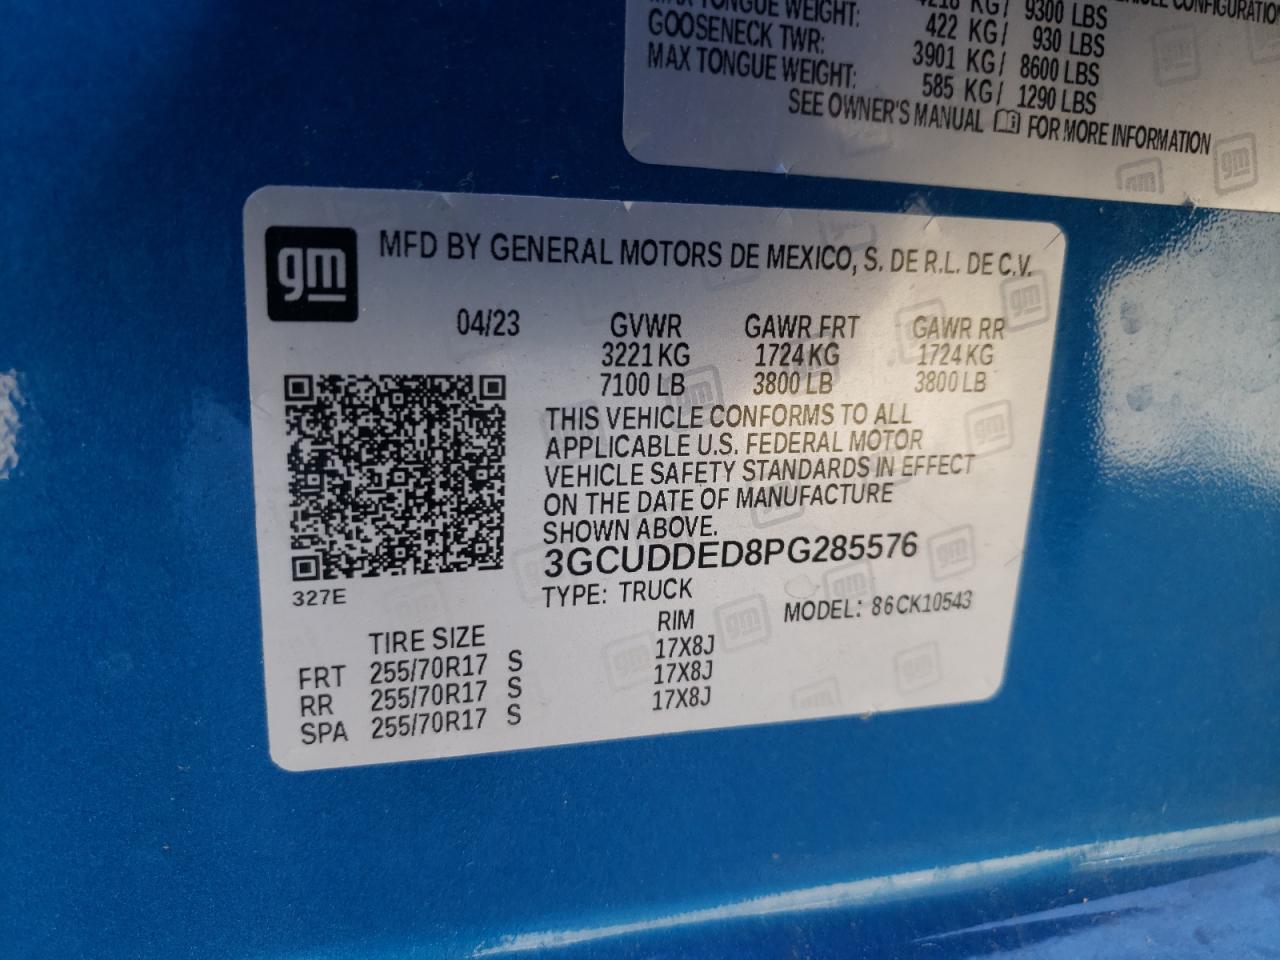 TONGUE WEIGHT: KG/ 9300 LBS
GOOSENECK TWR: 422 KG/ 930 LBS
MAX TONGUE WEIGHT: 3901 KG/ 8600 LBS
585 KG/ 1290 LBS
SEE OWNER'S MANUAL FOR MORE INFORMATION
gm
MFD BY GENERAL MOTORS DE MEXICO, S. DE R.L. DE C.V.
04/23 GVWR GAWR FRT GAWR RR
3221 KG 1724 KG 1724 KG
7100 LB 3800 LB 3800 LB
THIS VEHICLE CONFORMS TO ALL
APPLICABLE U.S. FEDERAL MOTOR
VEHICLE SAFETY STANDARDS IN EFFECT
ON THE DATE OF MANUFACTURE
SHOWN ABOVE.
3GCUDDED8PG285576
327E TYPE: TRUCK MODEL: 86CK10543
TIRE SIZE RIM
FRT 255/70R17 S 17X8J
RR 255/70R17 S 17X8J
SPA 255/70R17 S 17X8J